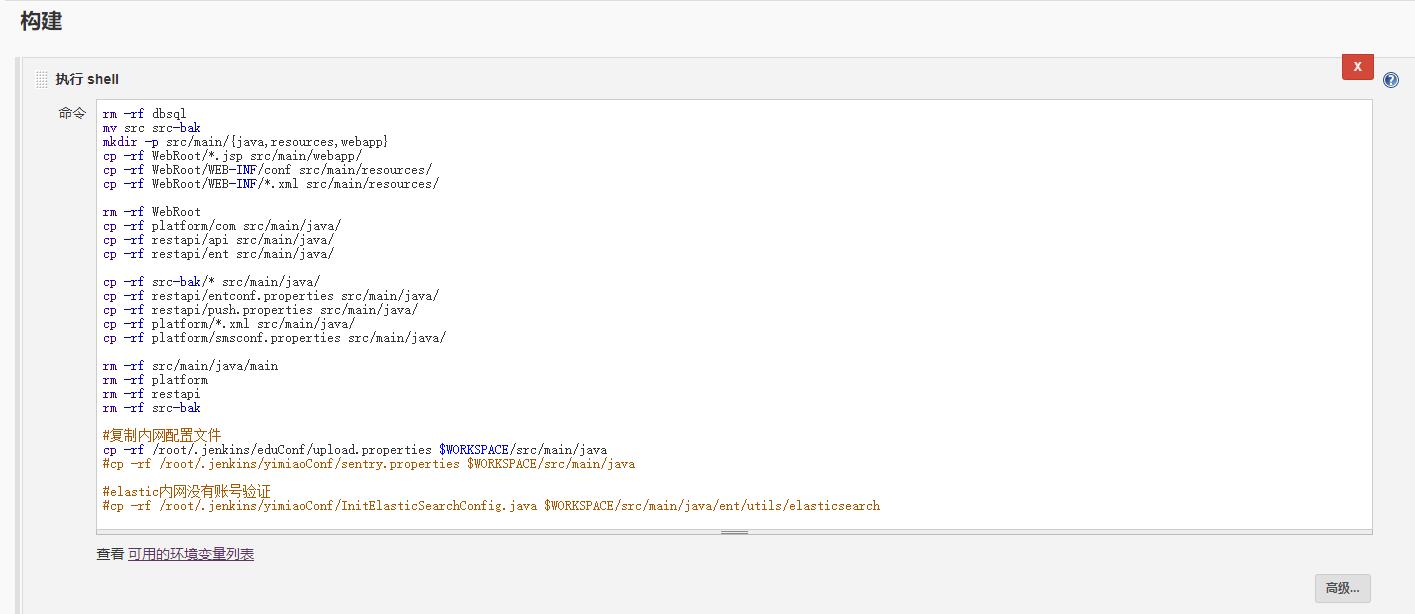 构建
执行 shell
X
?
命令
rm -rf dbsql
mv src src-bak
mkdir -p src/main/{java,resources,webapp}
cp -rf WebRoot/*.jsp src/main/webapp/
cp -rf WebRoot/WEB-INF/conf src/main/resources/
cp -rf WebRoot/WEB-INF/*.xml src/main/resources/
rm -rf WebRoot
cp -rf platform/com src/main/java/
cp -rf restapi/api src/main/java/
cp -rf restapi/ent src/main/java/
cp -rf src-bak/* src/main/java/
cp -rf restapi/entconf.properties src/main/java/
cp -rf restapi/push.properties src/main/java/
cp -rf platform/*.xml src/main/java/
cp -rf platform/smsconf.properties src/main/java/
rm -rf src/main/java/main
rm -rf platform
rm -rf restapi
rm -rf src-bak
#复制内网配置文件
cp -rf /root/.jenkins/eduConf/upload.properties $WORKSPACE/src/main/java
#cp -rf /root/.jenkins/yimiaoConf/sentry.properties $WORKSPACE/src/main/java
#elastic内网没有账号验证
#cp -rf /root/.jenkins/yimiaoConf/InitElasticSearchConfig.java $WORKSPACE/src/main/java/ent/utils/elasticsearch
查看 可用的环境变量列表
高级...